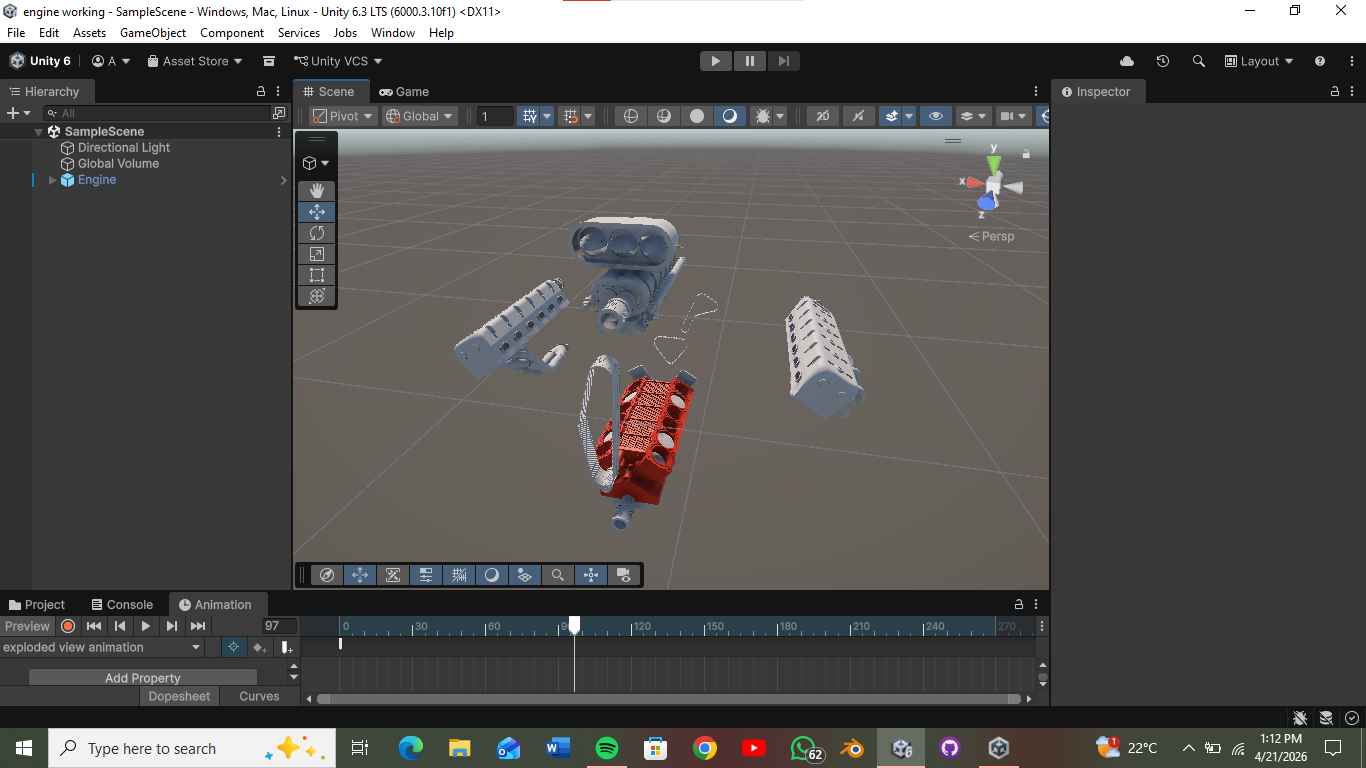 engine working - SampleScene - Windows, Mac, Linux - Unity 6.3 LTS (6000.3.10f1) <DX11>
File Edit Assets GameObject Component Services Jobs Window Help
Unity 6 A Asset Store Unity VCS Layout
Hierarchy
All
SampleScene
Directional Light
Global Volume
Engine
Scene Game
Pivot Global 1 2D
y
x
z
Persp
Inspector
Project Console Animation
Preview 97 0 30 60 90 120 150 180 210 240 270
exploded view animation
Add Property
Dopesheet Curves
Type here to search
62
1
22°C
1:12 PM
4/21/2026